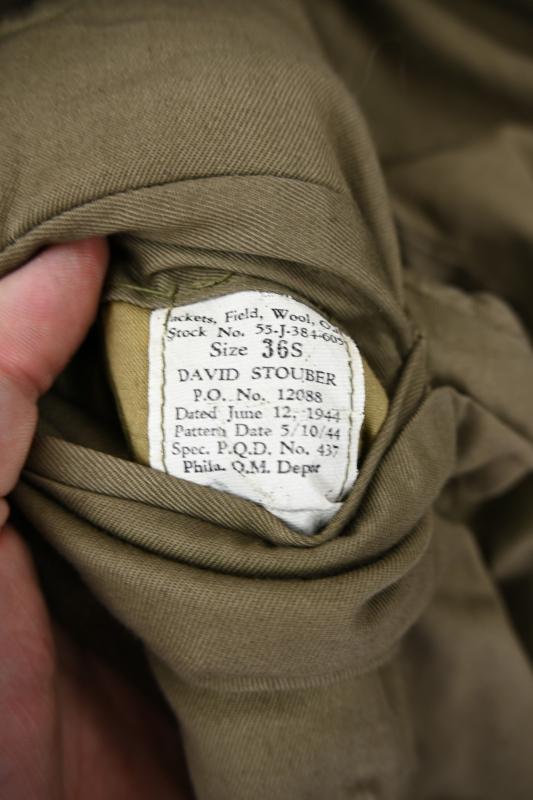 ackets, Field, Wool, O
Stock No. 55-J-384-605
Size 36S
DAVID STOUBER
P.O. No. 12088
Dated June 12, 1944
Pattern Date 5/10/44
Spec. P.Q.D. No. 437
Phila. Q.M. Depot